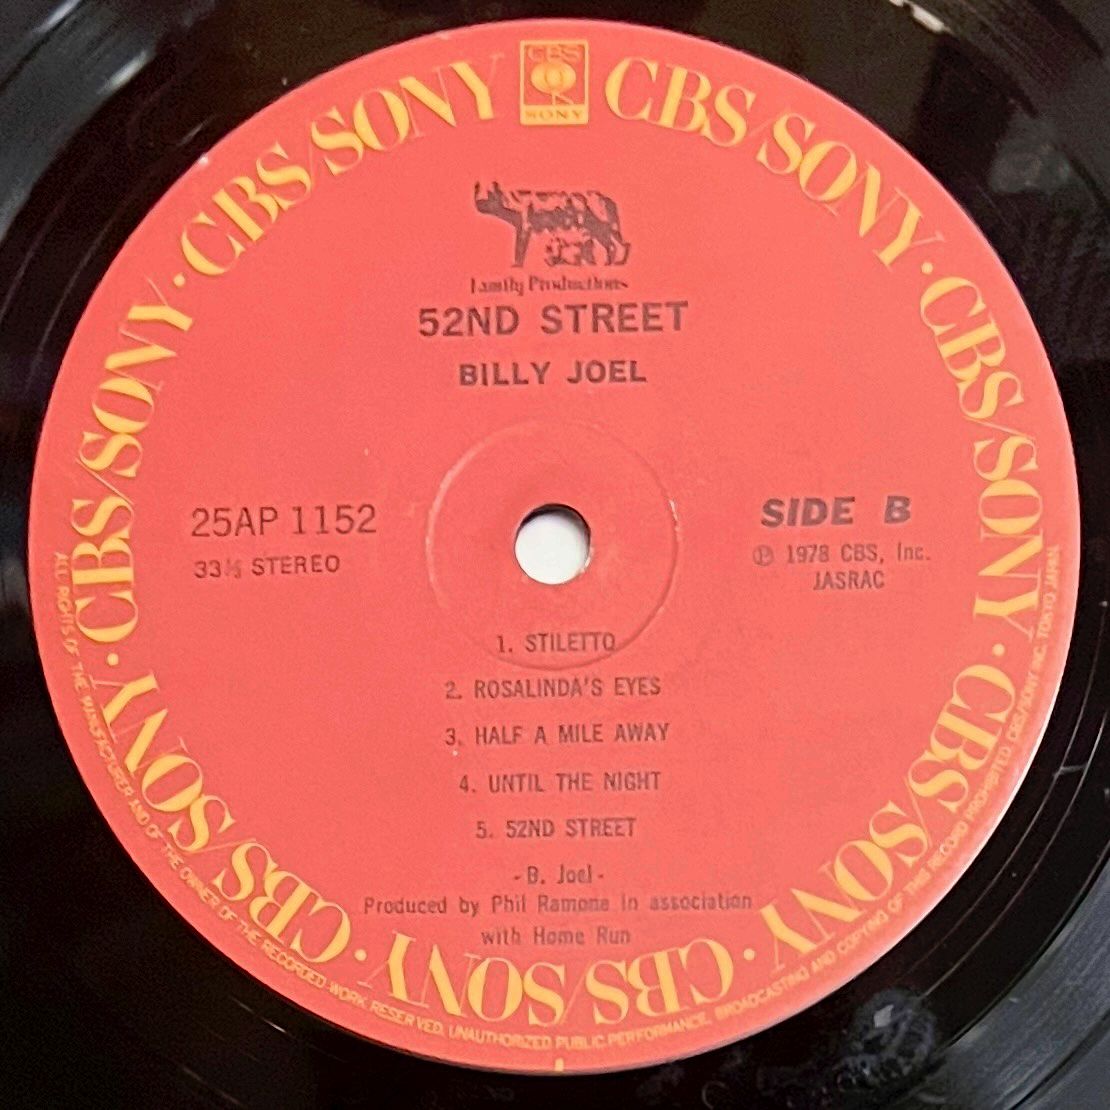 CBS
SONY
CBS/SONY · CBS/SONY · CBS/SONY · CBS/SONY · CBS/SONY · CBS/SONY · CBS/SONY · CBS/SONY
Family Productions
52ND STREET
BILLY JOEL
25AP 1152
33⅓ STEREO
SIDE B
Ⓟ 1978 CBS, Inc.
JASRAC
1. STILETTO
2. ROSALINDA'S EYES
3. HALF A MILE AWAY
4. UNTIL THE NIGHT
5. 52ND STREET
- B. Joel -
Produced by Phil Ramone in association
with Home Run
ALL RIGHTS OF THE MANUFACTURER AND OF THE OWNER OF THE RECORDED WORK RESERVED. UNAUTHORIZED PUBLIC PERFORMANCE, BROADCASTING AND COPYING OF THIS RECORD PROHIBITED. CBS/SONY INC. TOKYO JAPAN